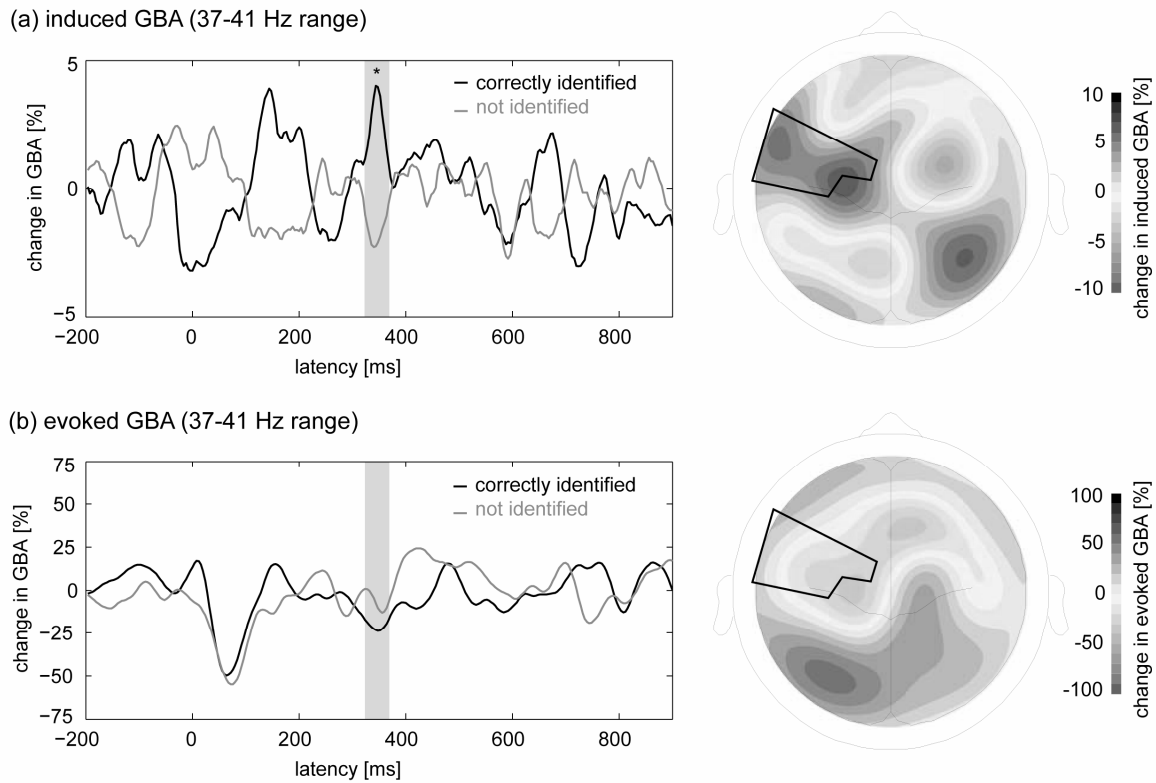 (a) induced GBA (37-41 Hz range)
5
0
−5
change in GBA [%]
*
correctly identified
not identified
−200
0
200
400
600
800
latency [ms]
10
5
0
-5
-10
change in induced GBA [%]
(b) evoked GBA (37-41 Hz range)
75
50
25
0
−25
−50
−75
change in GBA [%]
correctly identified
not identified
−200
0
200
400
600
800
latency [ms]
100
50
0
-50
-100
change in evoked GBA [%]